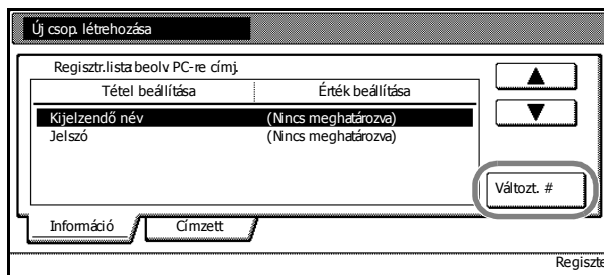 Új csop. létrehozása
Regisztr.lista beolv PC-re címj.
Tétel beállítása Érték beállítása
Kijelzendő név (Nincs meghatározva)
Jelszó (Nincs meghatározva)
Változt. #
Információ Címzett